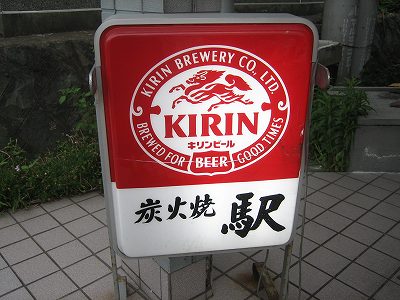 KIRIN BREWERY CO., LTD.
KIRIN
キリンビール
BREWED FOR GOOD TIMES
BEER
炭火焼 駅